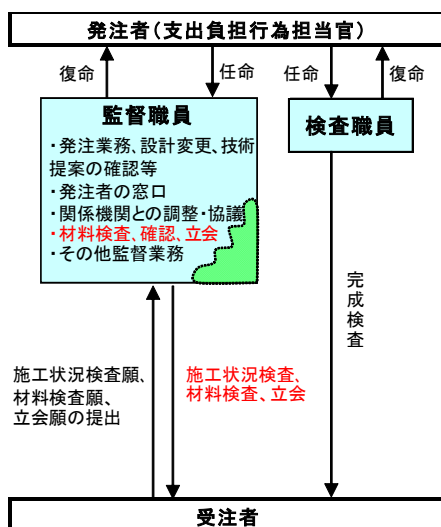 発注者（支出負担行為担当官）
復命
任命
任命
復命
監督職員
・発注業務、設計変更、技術
提案の確認等
・発注者の窓口
・関係機関との調整・協議
・材料検査、確認、立会
・その他監督業務
検査職員
完成検査
施工状況検査願、
材料検査願、
立会願の提出
施工状況検査、
材料検査、立会
受注者